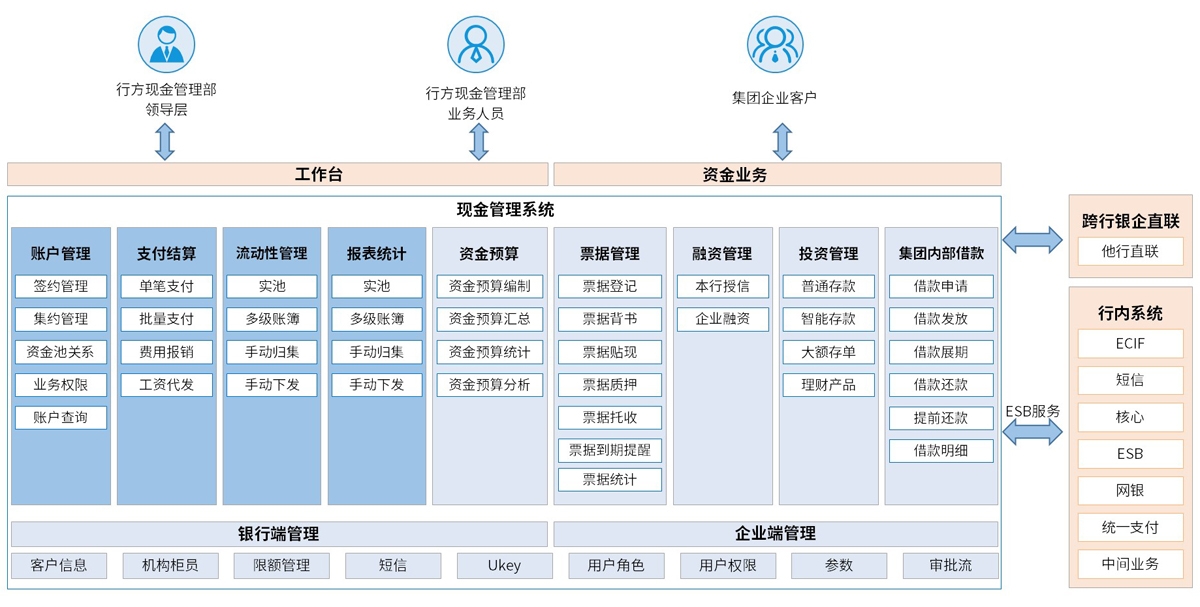 行方现金管理部
领导层
行方现金管理部
业务人员
集团企业客户
工作台
资金业务
现金管理系统
账户管理
签约管理
集约管理
资金池关系
业务权限
账户查询
支付结算
单笔支付
批量支付
费用报销
工资代发
流动性管理
实池
多级账簿
手动归集
手动下发
报表统计
实池
多级账簿
手动归集
手动下发
资金预算
资金预算编制
资金预算汇总
资金预算统计
资金预算分析
票据管理
票据登记
票据背书
票据贴现
票据质押
票据托收
票据到期提醒
票据统计
融资管理
本行授信
企业融资
投资管理
普通存款
智能存款
大额存单
理财产品
集团内部借款
借款申请
借款发放
借款展期
借款还款
提前还款
借款明细
银行端管理
企业端管理
客户信息
机构柜员
限额管理
短信
Ukey
用户角色
用户权限
参数
审批流
ESB服务
跨行银企直联
他行直联
行内系统
ECIF
短信
核心
ESB
网银
统一支付
中间业务